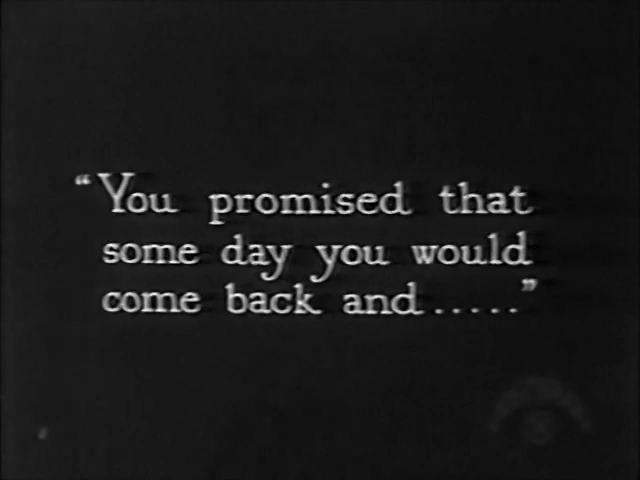 “You promised that
some day you would
come back and.....”